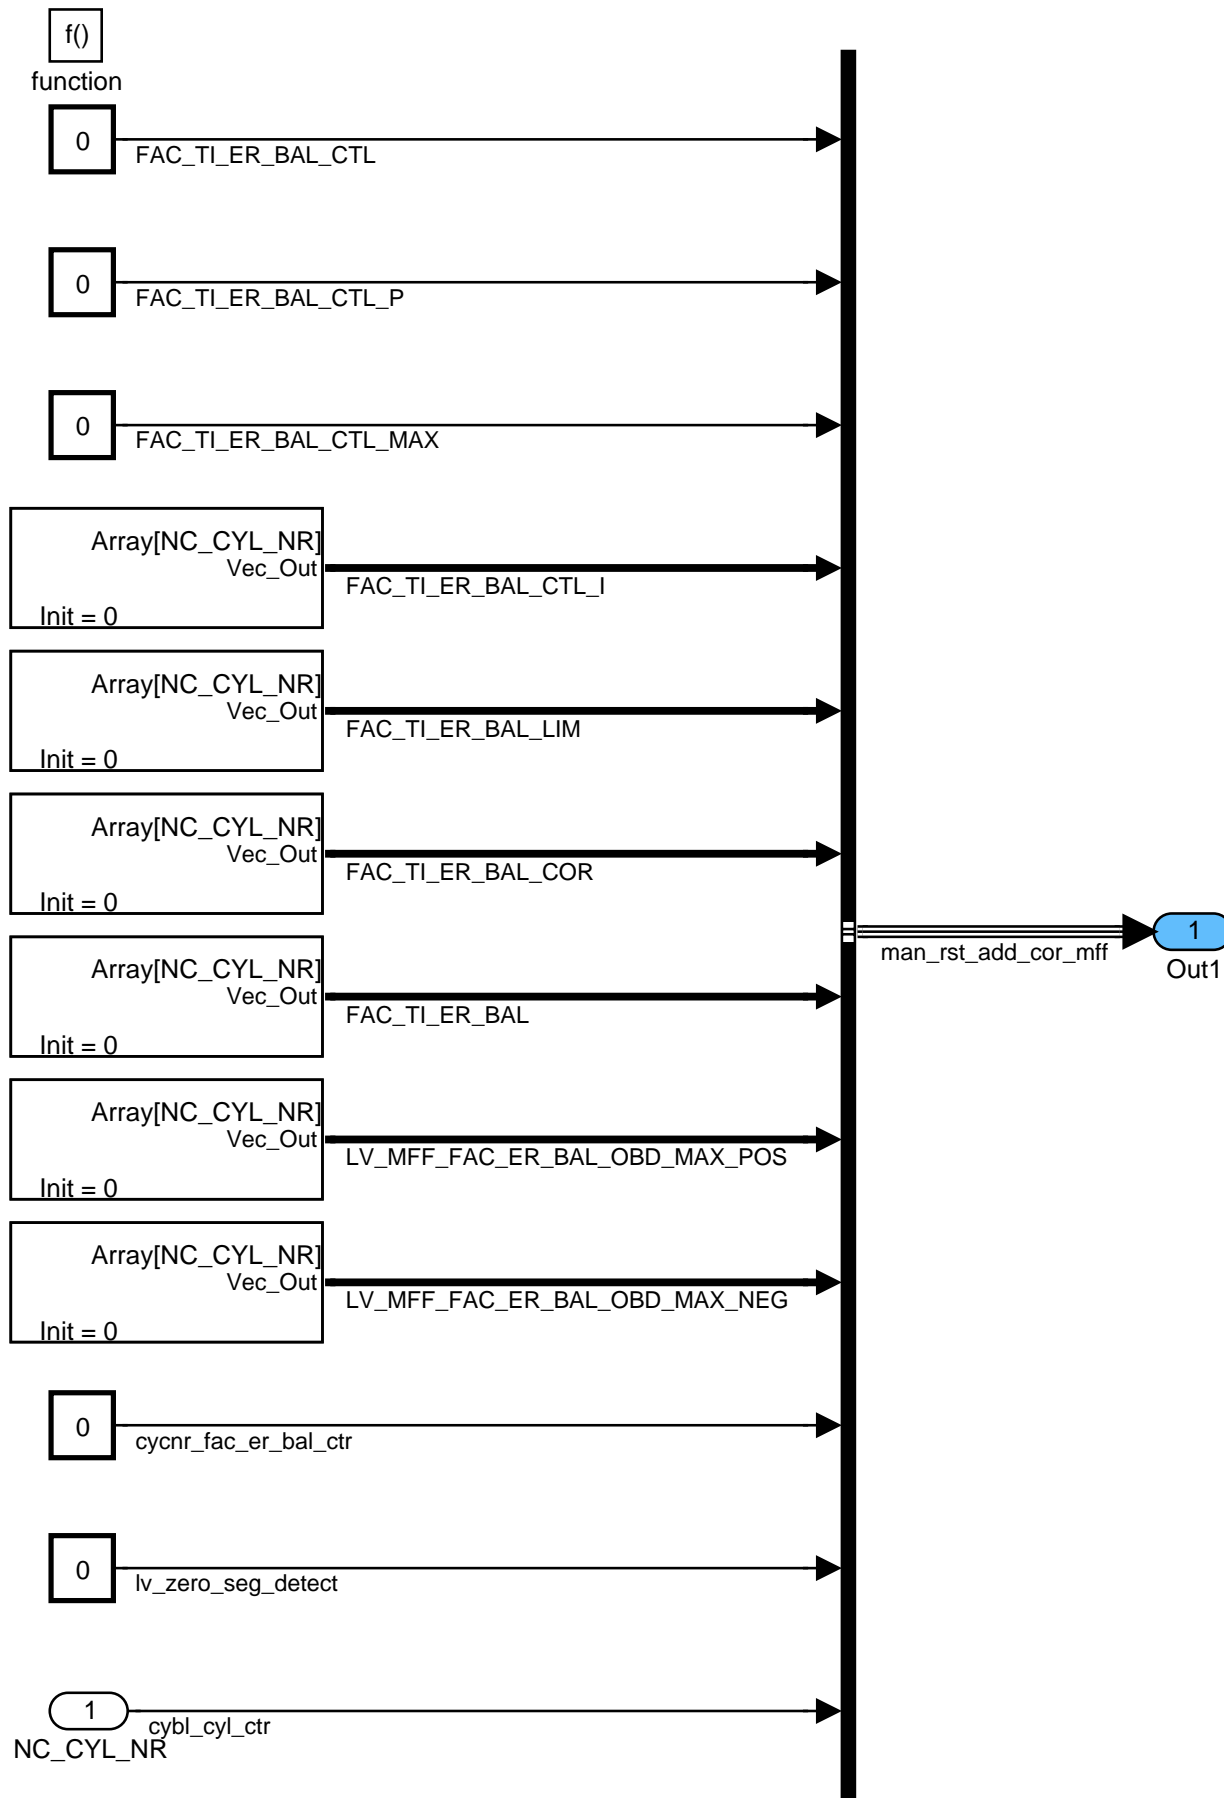 f()
function
0
FAC_TI_ER_BAL_CTL
0
FAC_TI_ER_BAL_CTL_P
0
FAC_TI_ER_BAL_CTL_MAX
Array[NC_CYL_NR]
Vec_Out
Init = 0
FAC_TI_ER_BAL_CTL_I
Array[NC_CYL_NR]
Vec_Out
Init = 0
FAC_TI_ER_BAL_LIM
Array[NC_CYL_NR]
Vec_Out
Init = 0
FAC_TI_ER_BAL_COR
Array[NC_CYL_NR]
Vec_Out
Init = 0
FAC_TI_ER_BAL
man_rst_add_cor_mff
1
Out1
Array[NC_CYL_NR]
Vec_Out
Init = 0
LV_MFF_FAC_ER_BAL_OBD_MAX_POS
Array[NC_CYL_NR]
Vec_Out
Init = 0
LV_MFF_FAC_ER_BAL_OBD_MAX_NEG
0
cycnr_fac_er_bal_ctr
0
lv_zero_seg_detect
1
NC_CYL_NR
cybl_cyl_ctr